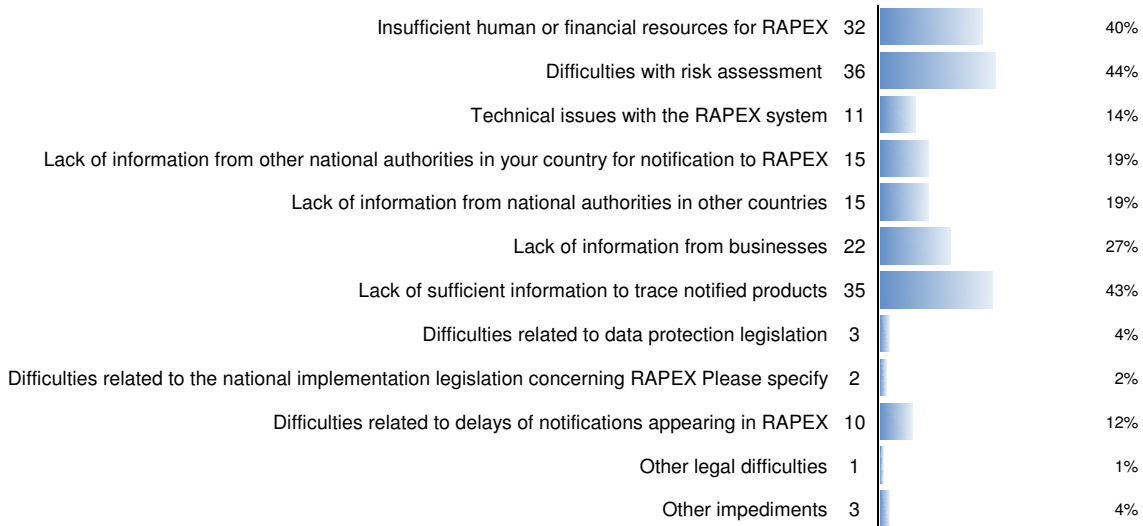 Insufficient human or financial resources for RAPEX 32 40%
Difficulties with risk assessment 36 44%
Technical issues with the RAPEX system 11 14%
Lack of information from other national authorities in your country for notification to RAPEX 15 19%
Lack of information from national authorities in other countries 15 19%
Lack of information from businesses 22 27%
Lack of sufficient information to trace notified products 35 43%
Difficulties related to data protection legislation 3 4%
Difficulties related to the national implementation legislation concerning RAPEX Please specify 2 2%
Difficulties related to delays of notifications appearing in RAPEX 10 12%
Other legal difficulties 1 1%
Other impediments 3 4%